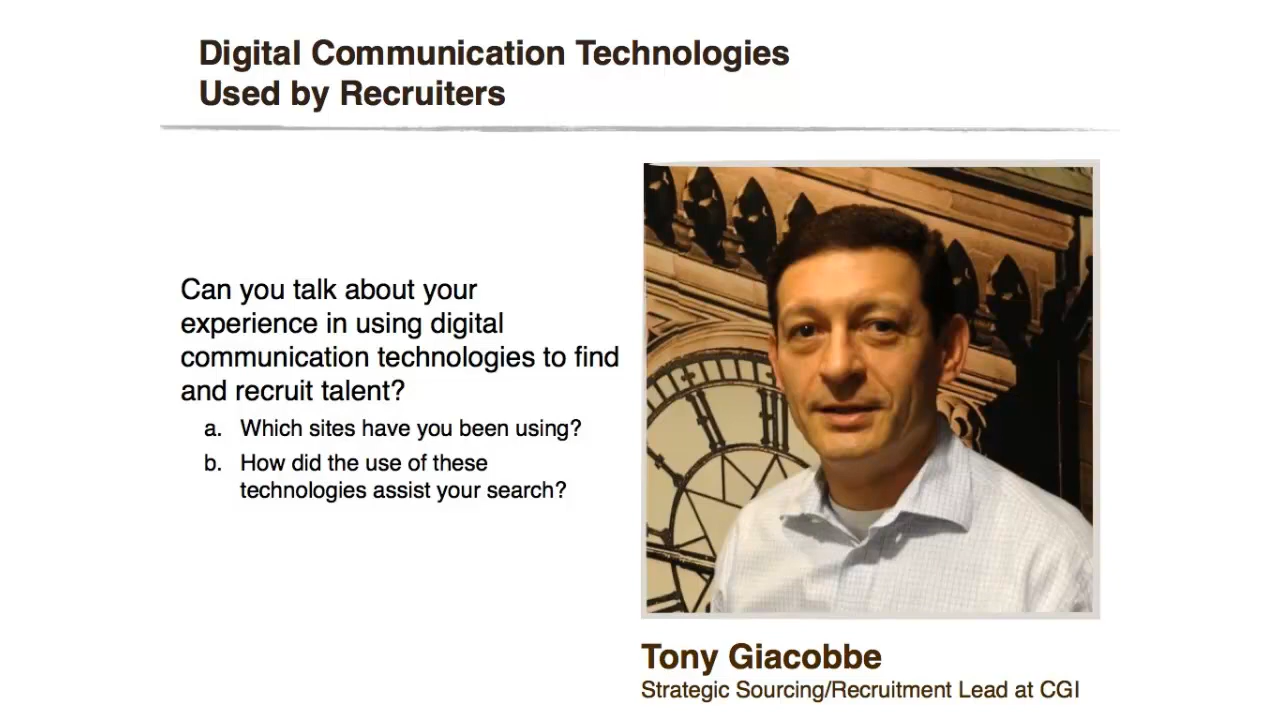 Digital Communication Technologies
Used by Recruiters
Can you talk about your
experience in using digital
communication technologies to find
and recruit talent?
a. Which sites have you been using?
b. How did the use of these
technologies assist your search?
Tony Giacobbe
Strategic Sourcing/Recruitment Lead at CGI